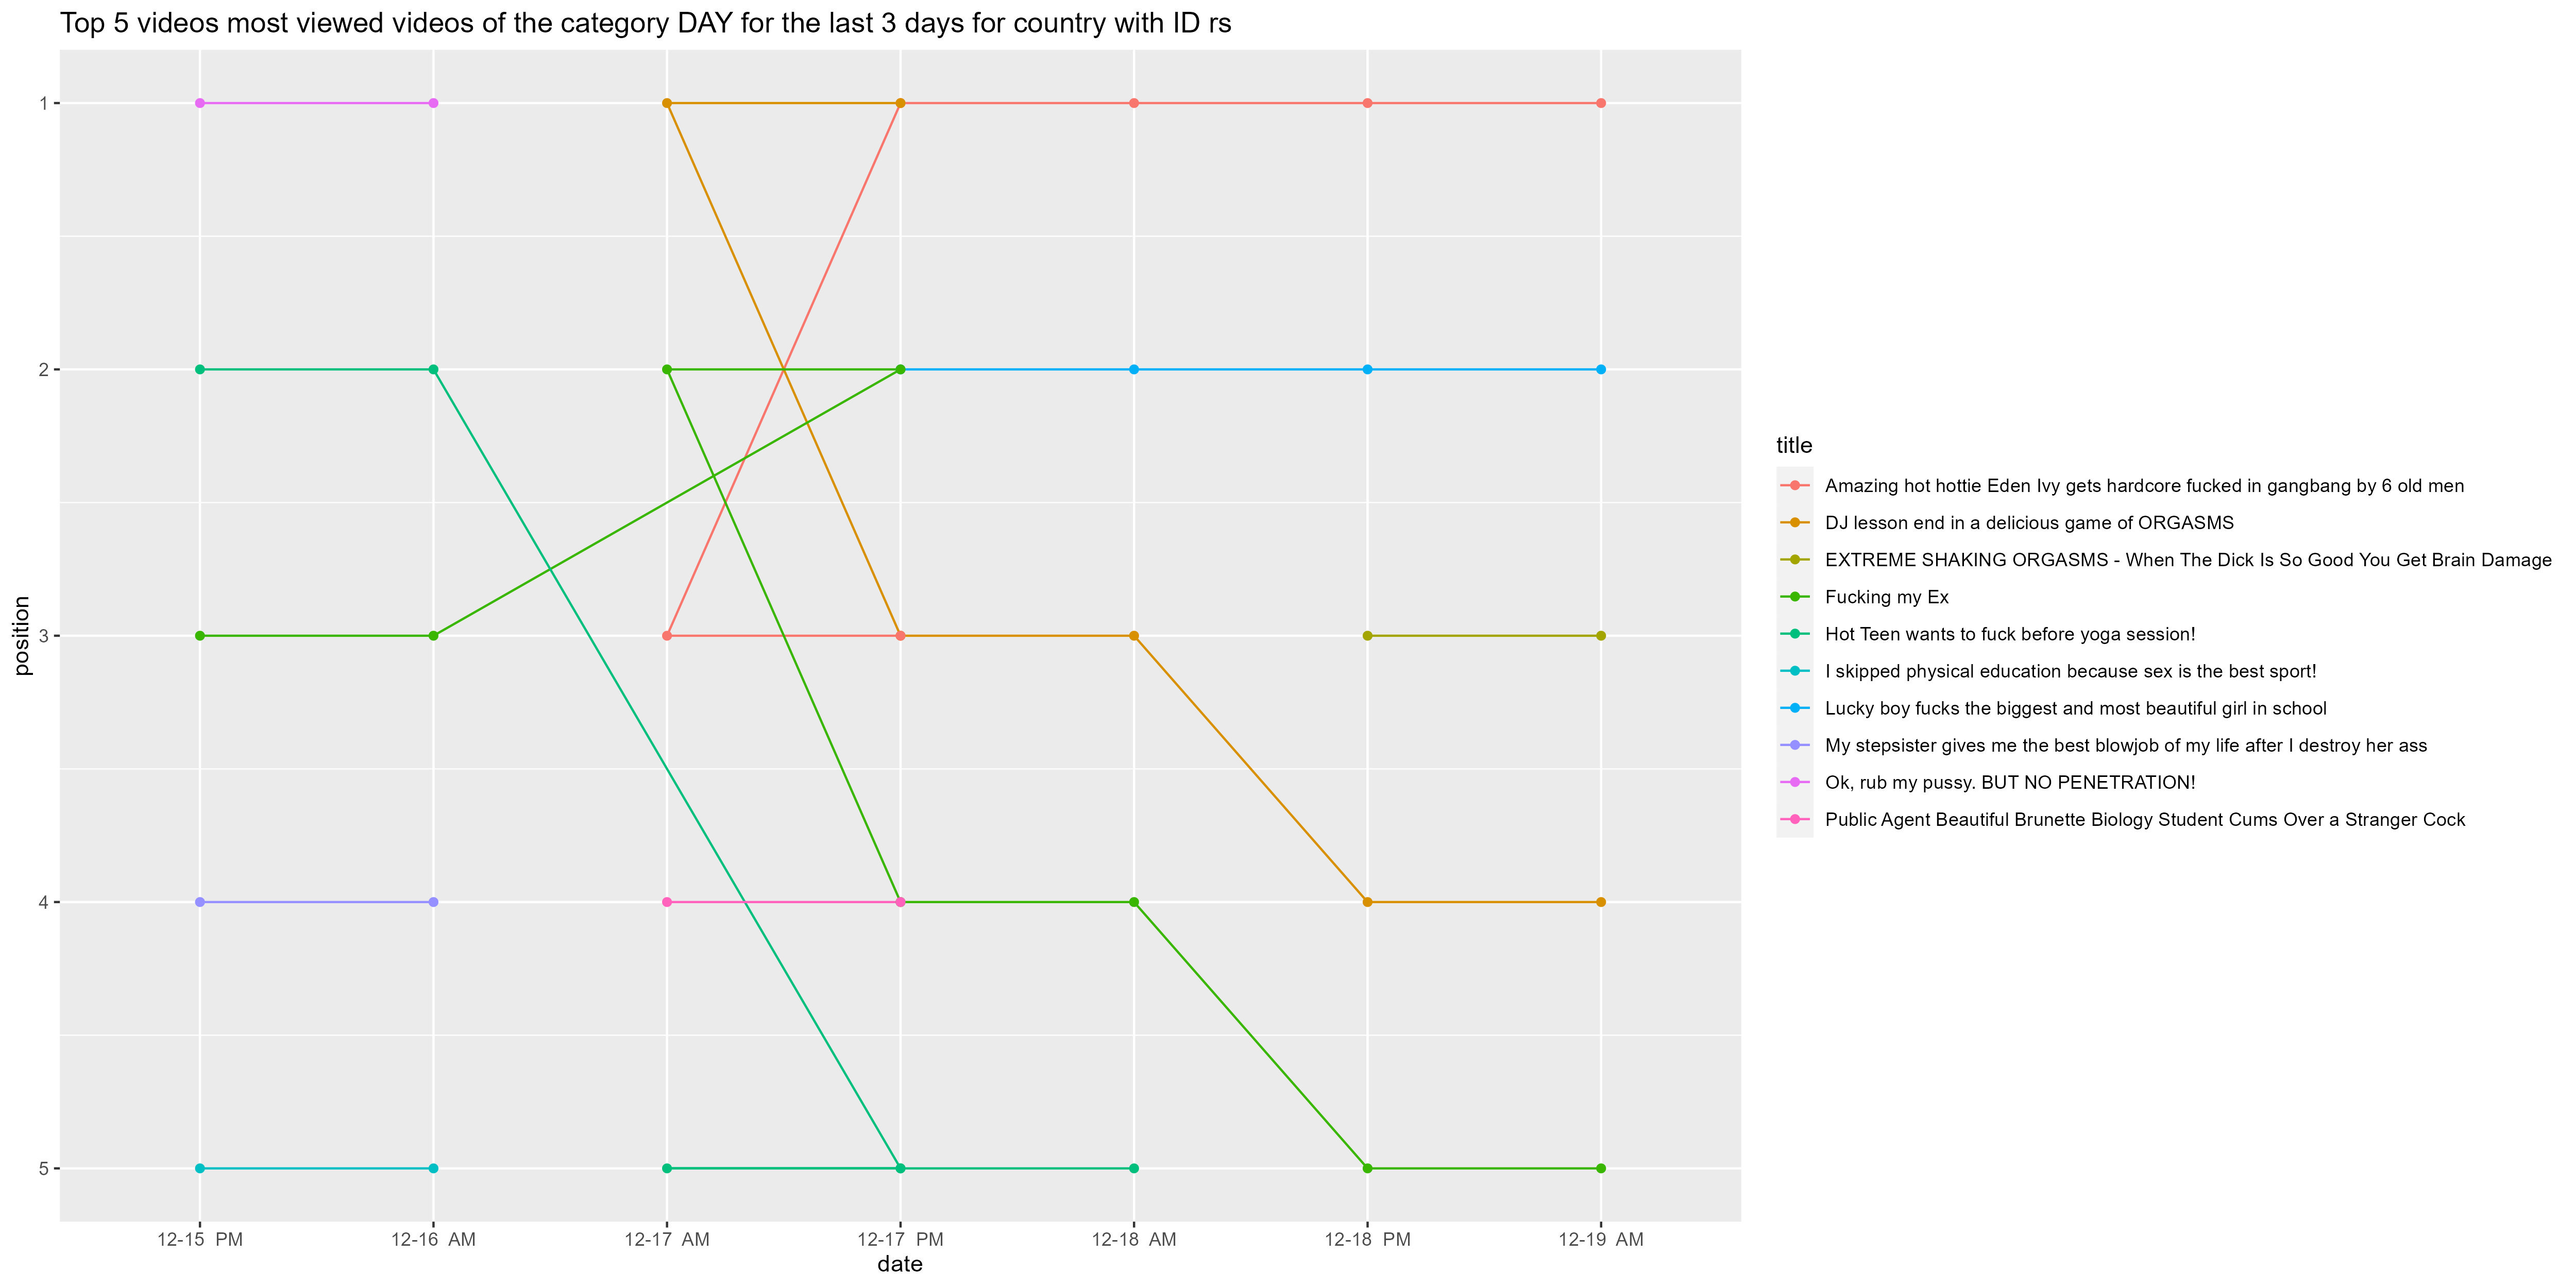 Top 5 videos most viewed videos of the category DAY for the last 3 days for country with ID rs
position
1
2
3
4
5
12-15 PM
12-16 AM
12-17 AM
12-17 PM
12-18 AM
12-18 PM
12-19 AM
date
title
Amazing hot hottie Eden Ivy gets hardcore fucked in gangbang by 6 old men
DJ lesson end in a delicious game of ORGASMS
EXTREME SHAKING ORGASMS - When The Dick Is So Good You Get Brain Damage
Fucking my Ex
Hot Teen wants to fuck before yoga session!
I skipped physical education because sex is the best sport!
Lucky boy fucks the biggest and most beautiful girl in school
My stepsister gives me the best blowjob of my life after I destroy her ass
Ok, rub my pussy. BUT NO PENETRATION!
Public Agent Beautiful Brunette Biology Student Cums Over a Stranger Cock